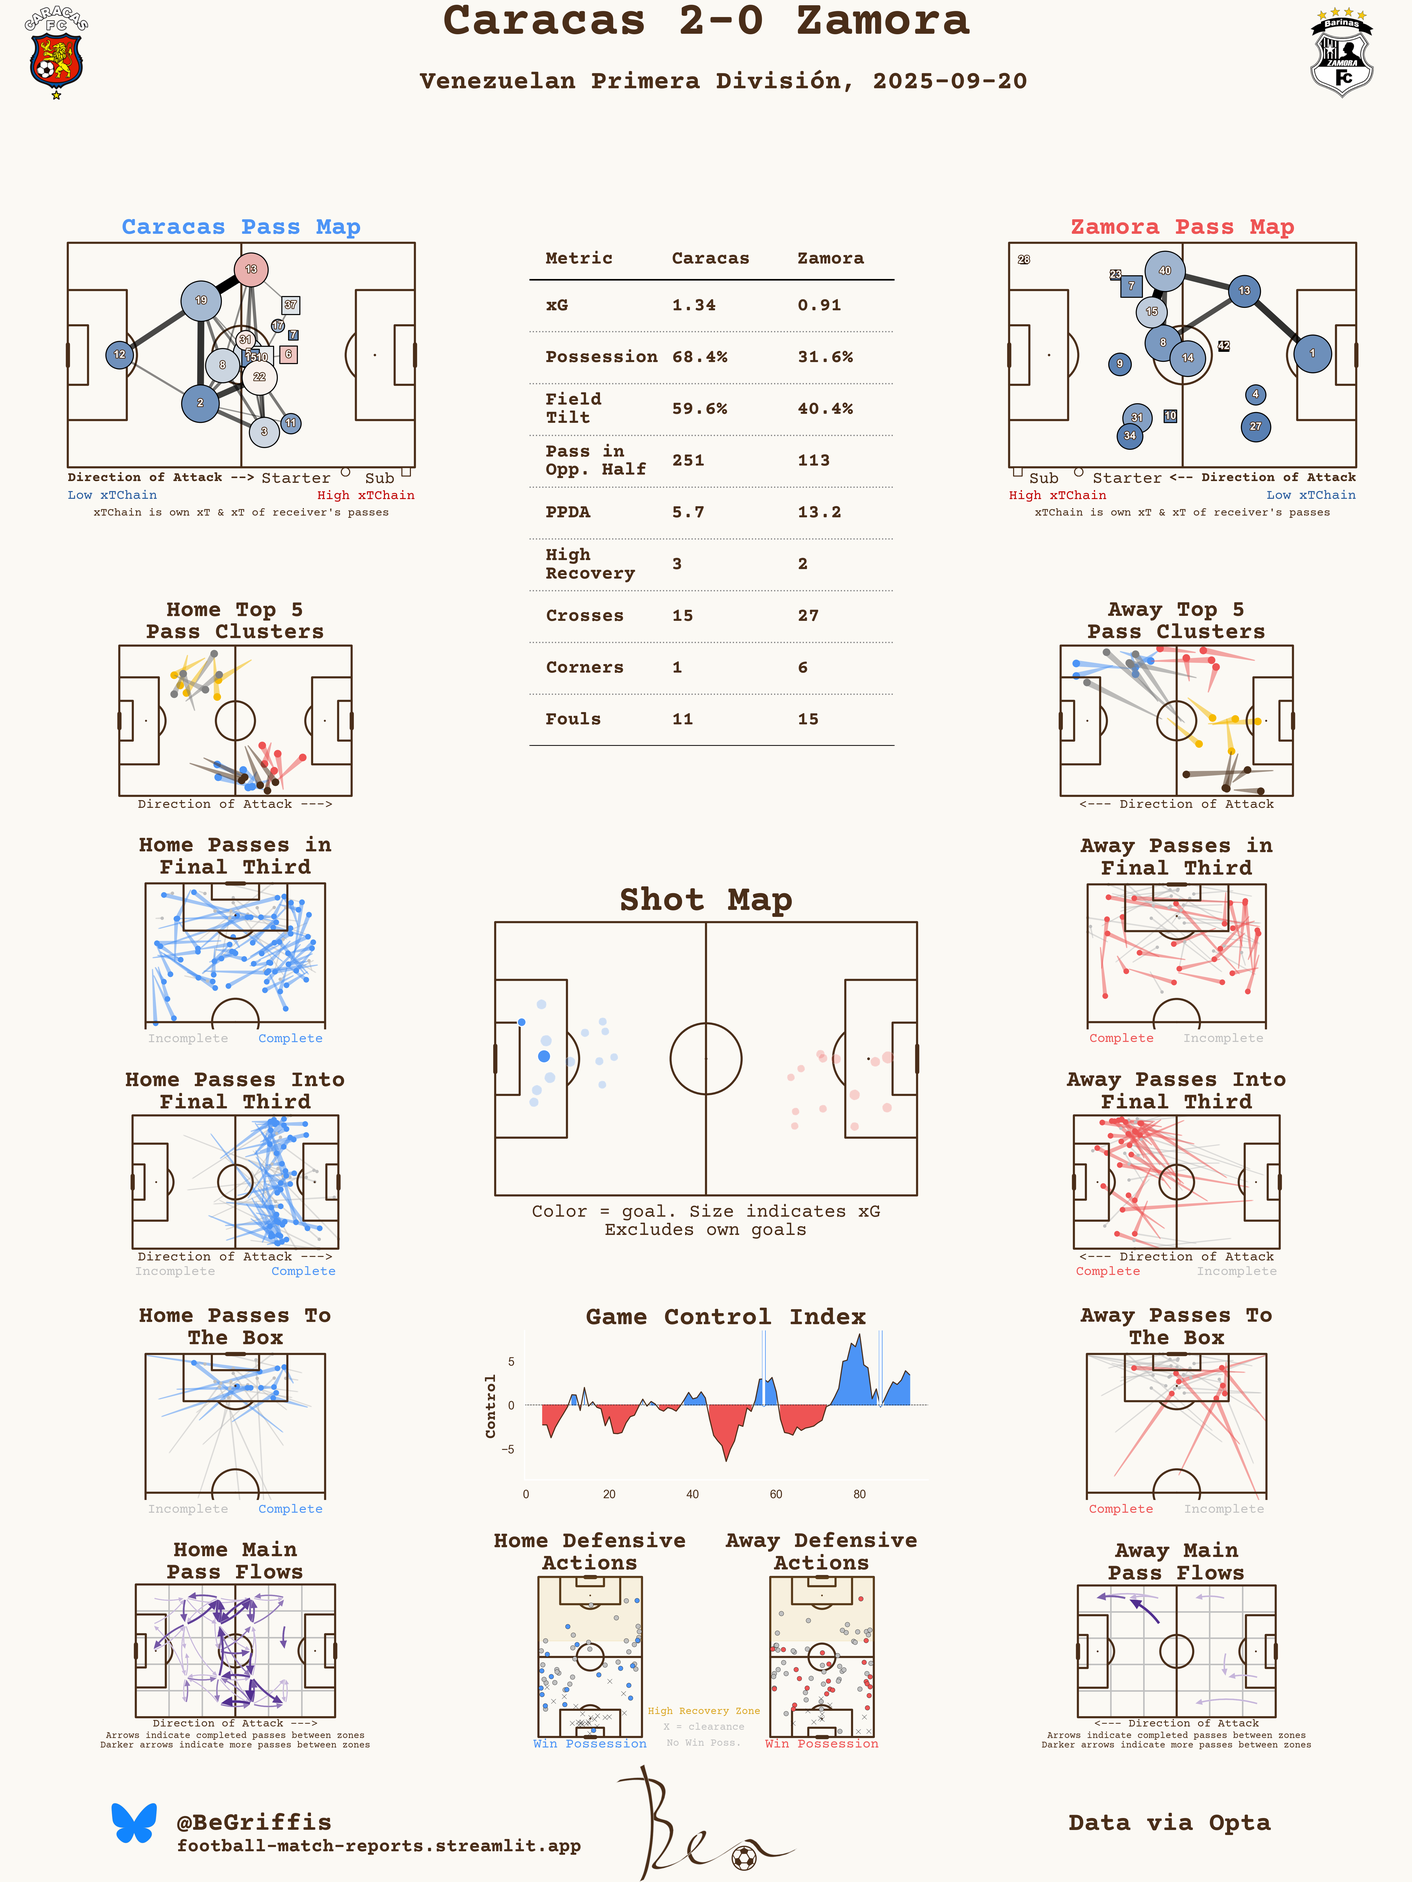 Caracas 2-0 Zamora
Venezuelan Primera División, 2025-09-20
CARACAS
FC
Barinas
ZAMORA
FC
Caracas Pass Map
13
19
37
17
7
31
12
6
15
10
8
22
2
11
3
Direction of Attack --> Starter Sub
Low xTChain High xTChain
xTChain is own xT & xT of receiver's passes
Metric Caracas Zamora
xG 1.34 0.91
Possession 68.4% 31.6%
Field
Tilt 59.6% 40.4%
Pass in
Opp. Half 251 113
PPDA 5.7 13.2
High
Recovery 3 2
Crosses 15 27
Corners 1 6
Fouls 11 15
Zamora Pass Map
28
40
23
7
13
15
8
42
14
1
9
4
31
10
34
27
Sub Starter <-- Direction of Attack
High xTChain Low xTChain
xTChain is own xT & xT of receiver's passes
Home Top 5
Pass Clusters
Direction of Attack --->
Away Top 5
Pass Clusters
<--- Direction of Attack
Home Passes in
Final Third
Incomplete Complete
Away Passes in
Final Third
Complete Incomplete
Shot Map
Color = goal. Size indicates xG
Excludes own goals
Home Passes Into
Final Third
Direction of Attack --->
Incomplete Complete
Away Passes Into
Final Third
<--- Direction of Attack
Complete Incomplete
Home Passes To
The Box
Incomplete Complete
Game Control Index
Control
5
0
−5
0 20 40 60 80
Away Passes To
The Box
Complete Incomplete
Home Main
Pass Flows
Direction of Attack --->
Arrows indicate completed passes between zones
Darker arrows indicate more passes between zones
Home Defensive
Actions
Win Possession
High Recovery Zone
X = clearance
No Win Poss.
Away Defensive
Actions
Win Possession
Away Main
Pass Flows
<--- Direction of Attack
Arrows indicate completed passes between zones
Darker arrows indicate more passes between zones
@BeGriffis
football-match-reports.streamlit.app
Ben
Data via Opta